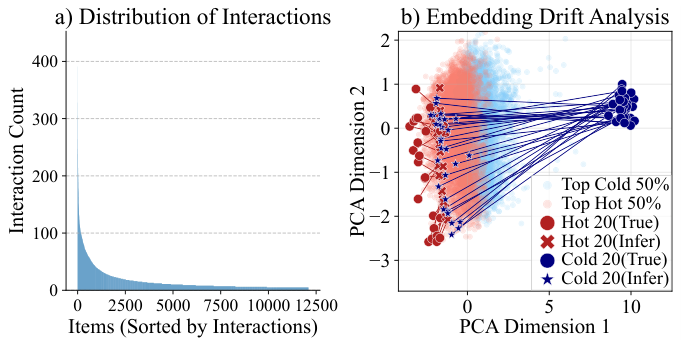 a) Distribution of Interactions
Interaction Count
400
300
200
100
0
0
2500
5000
7500
10000
12500
Items (Sorted by Interactions)
b) Embedding Drift Analysis
PCA Dimension 2
2
1
0
−1
−2
−3
0
5
10
PCA Dimension 1
Top Cold 50%
Top Hot 50%
Hot 20(True)
Hot 20(Infer)
Cold 20(True)
Cold 20(Infer)